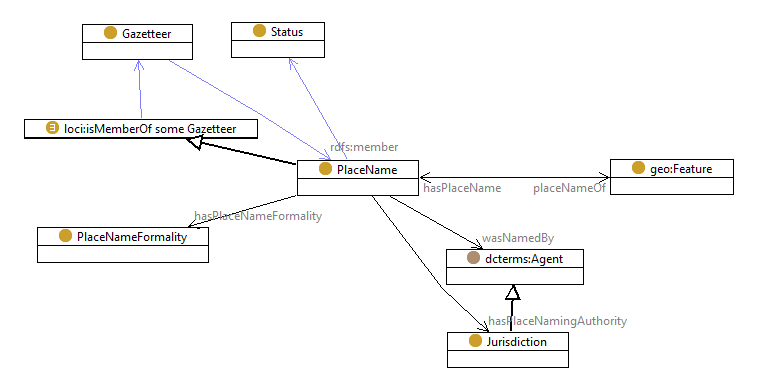 Gazetteer
Status
loci:isMemberOf some Gazetteer
rdfs:member
PlaceName
geo:Feature
hasPlaceName
placeNameOf
hasPlaceNameFormality
PlaceNameFormality
wasNamedBy
dcterms:Agent
hasPlaceNamingAuthority
Jurisdiction